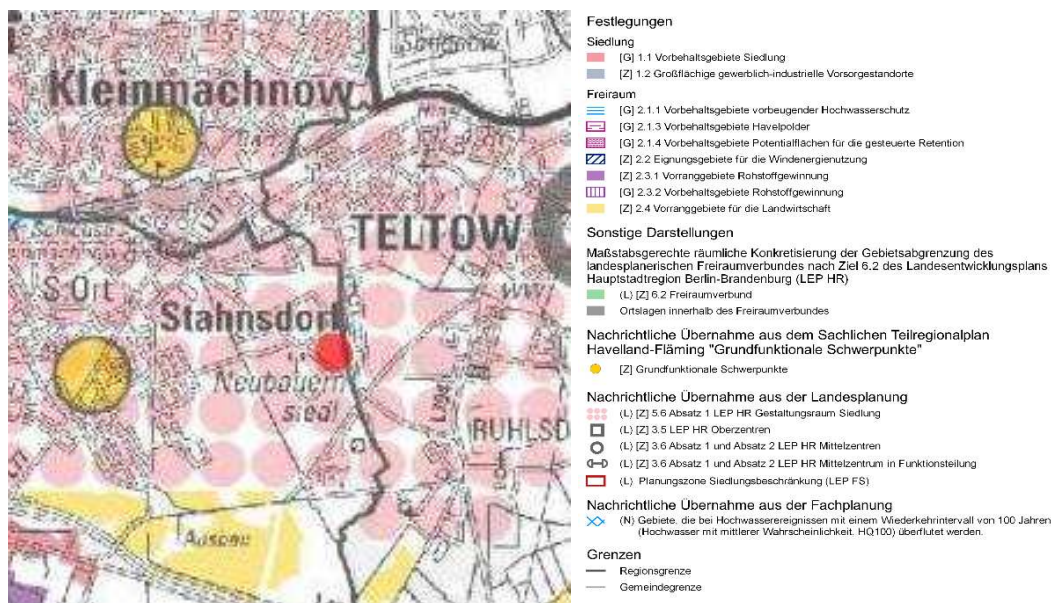 Kleinmachnow
TELTOW
S.Ort
Stahnsdorf
Neubauern
siedl
RUHLSD
Festlegungen
Siedlung
[G] 1.1 Vorbehaltsgebiete Siedlung
[Z] 1.2 Großflächige gewerblich-industrielle Vorsorgestandorte
Freiraum
[G] 2.1.1 Vorbehaltsgebiete vorbeugender Hochwasserschutz
[G] 2.1.3 Vorbehaltsgebiete Havelpolder
[G] 2.1.4 Vorbehaltsgebiete Potentialflächen für die gesteuerte Retention
[Z] 2.2 Eignungsgebiete für die Windenergienutzung
[Z] 2.3.1 Vorranggebiete Rohstoffgewinnung
[G] 2.3.2 Vorbehaltsgebiete Rohstoffgewinnung
[Z] 2.4 Vorranggebiete für die Landwirtschaft
Sonstige Darstellungen
Maßstabsgerechte räumliche Konkretisierung der Gebietsabgrenzung des
landesplanerischen Freiraumverbundes nach Ziel 6.2 des Landesentwicklungsplans
Hauptstadtregion Berlin-Brandenburg (LEP HR)
(L) [Z] 6.2 Freiraumverbund
Ortslagen innerhalb des Freiraumverbundes
Nachrichtliche Übernahme aus dem Sachlichen Teilregionalplan
Havelland-Fläming "Grundfunktionale Schwerpunkte"
[Z] Grundfunktionale Schwerpunkte
Nachrichtliche Übernahme aus der Landesplanung
(L) [Z] 5.6 Absatz 1 LEP HR Gestaltungsraum Siedlung
(L) [Z] 3.5 LEP HR Oberzentren
(L) [Z] 3.6 Absatz 1 und Absatz 2 LEP HR Mittelzentren
(L) [Z] 3.6 Absatz 1 und Absatz 2 LEP HR Mittelzentrum in Funktionsteilung
(L) Planungszone Siedlungsbeschränkung (LEP FS)
Nachrichtliche Übernahme aus der Fachplanung
(N) Gebiete, die bei Hochwasserereignissen mit einem Wiederkehrintervall von 100 Jahren
(Hochwasser mit mittlerer Wahrscheinlichkeit, HQ100) überflutet werden.
Grenzen
Regionsgrenze
Gemeindegrenze